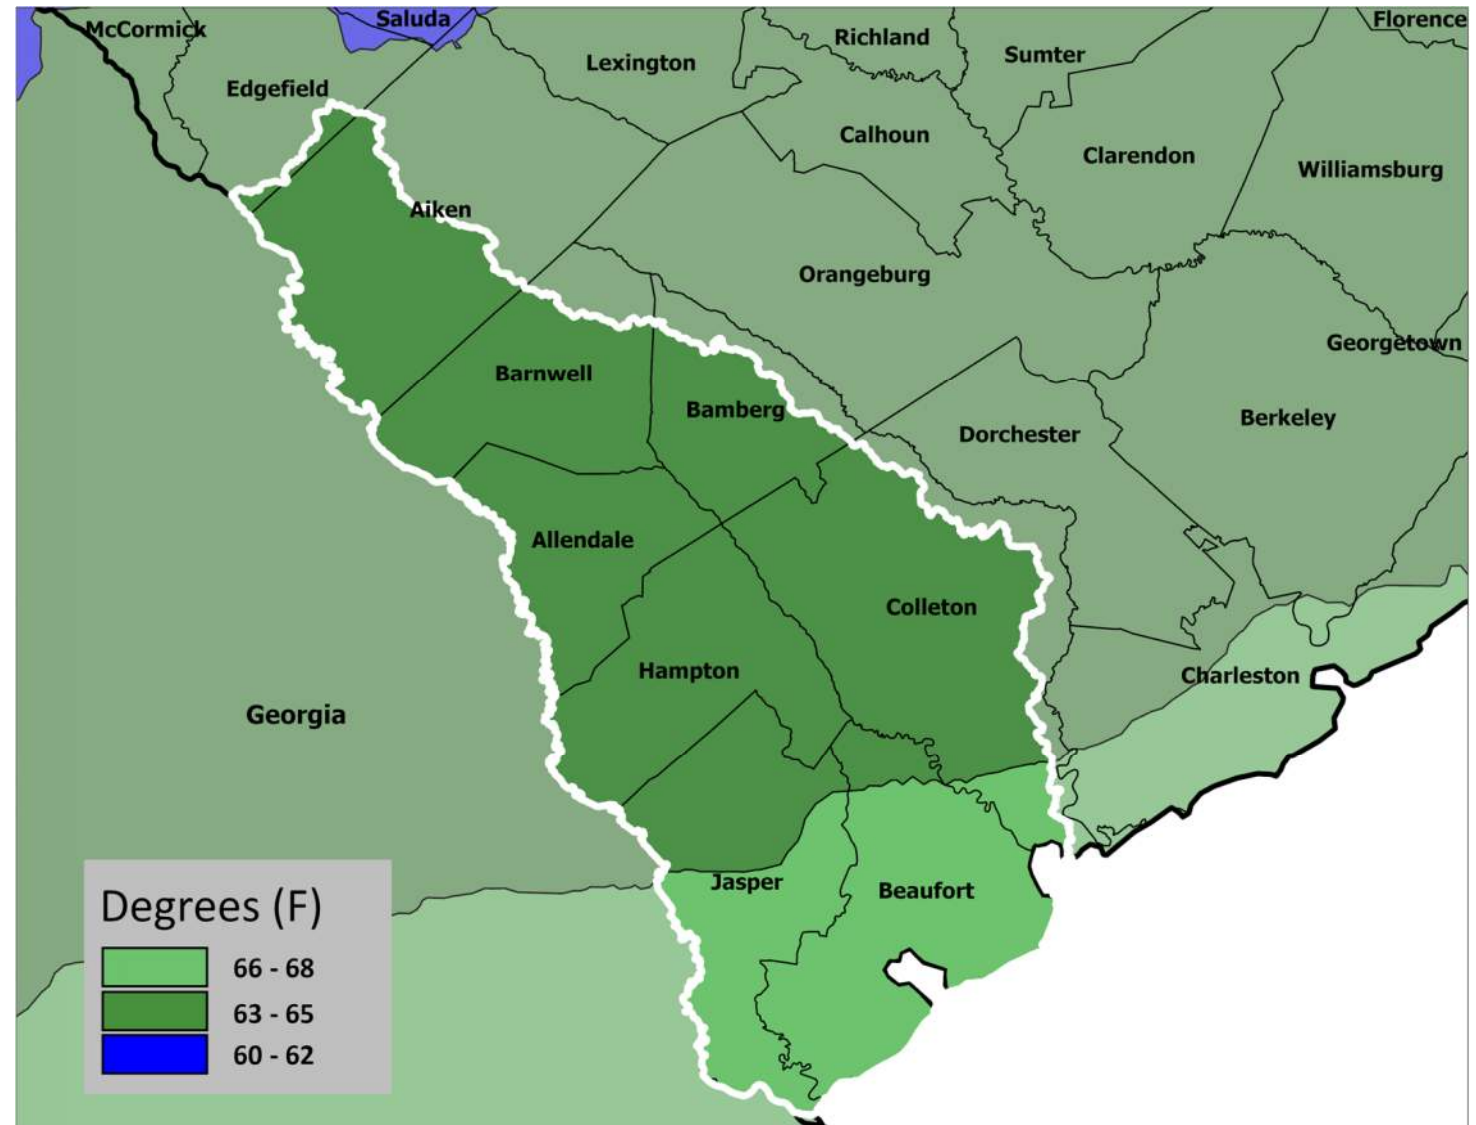 Saluda
Florence
McCormick
Richland
Sumter
Lexington
Edgefield
Calhoun
Clarendon
Williamsburg
Aiken
Orangeburg
Georgetown
Barnwell
Bamberg
Berkeley
Dorchester
Allendale
Colleton
Hampton
Charleston
Georgia
Jasper
Beaufort
Degrees (F)
66 - 68
63 - 65
60 - 62